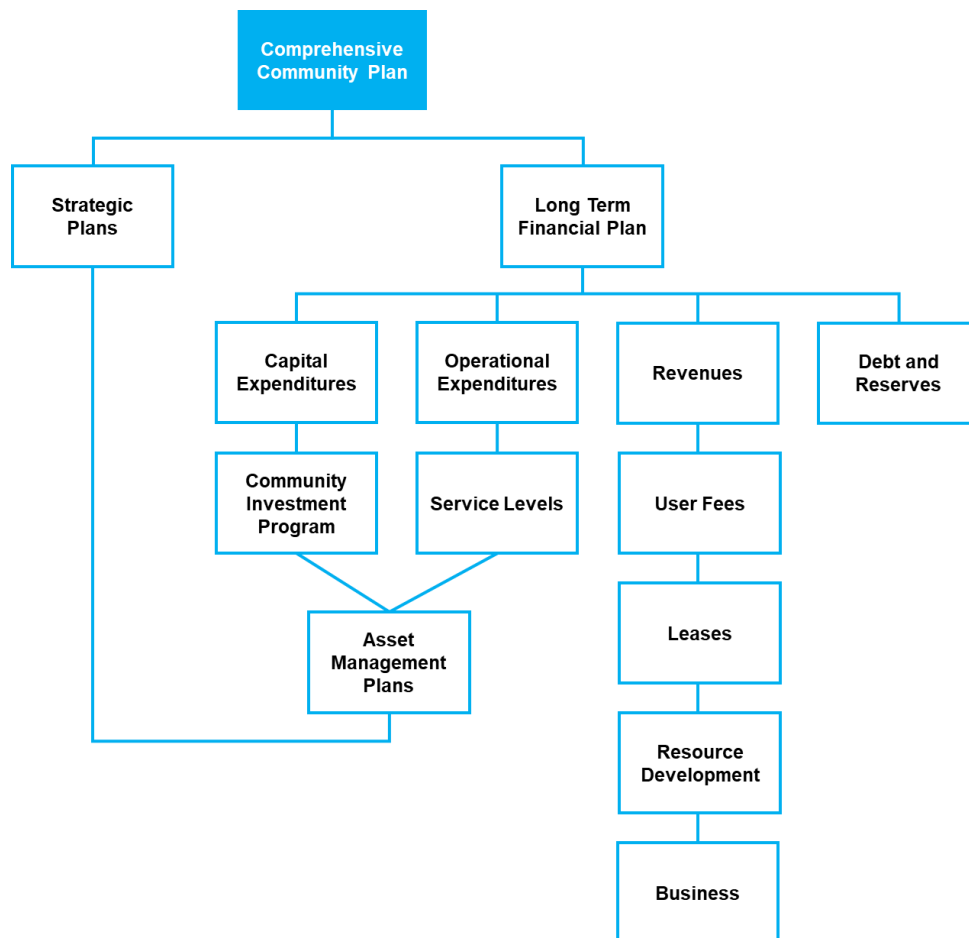 Comprehensive
Community Plan
Strategic
Plans
Long Term
Financial Plan
Capital
Expenditures
Operational
Expenditures
Revenues
Debt and
Reserves
Community
Investment
Program
Service Levels
User Fees
Asset
Management
Plans
Leases
Resource
Development
Business